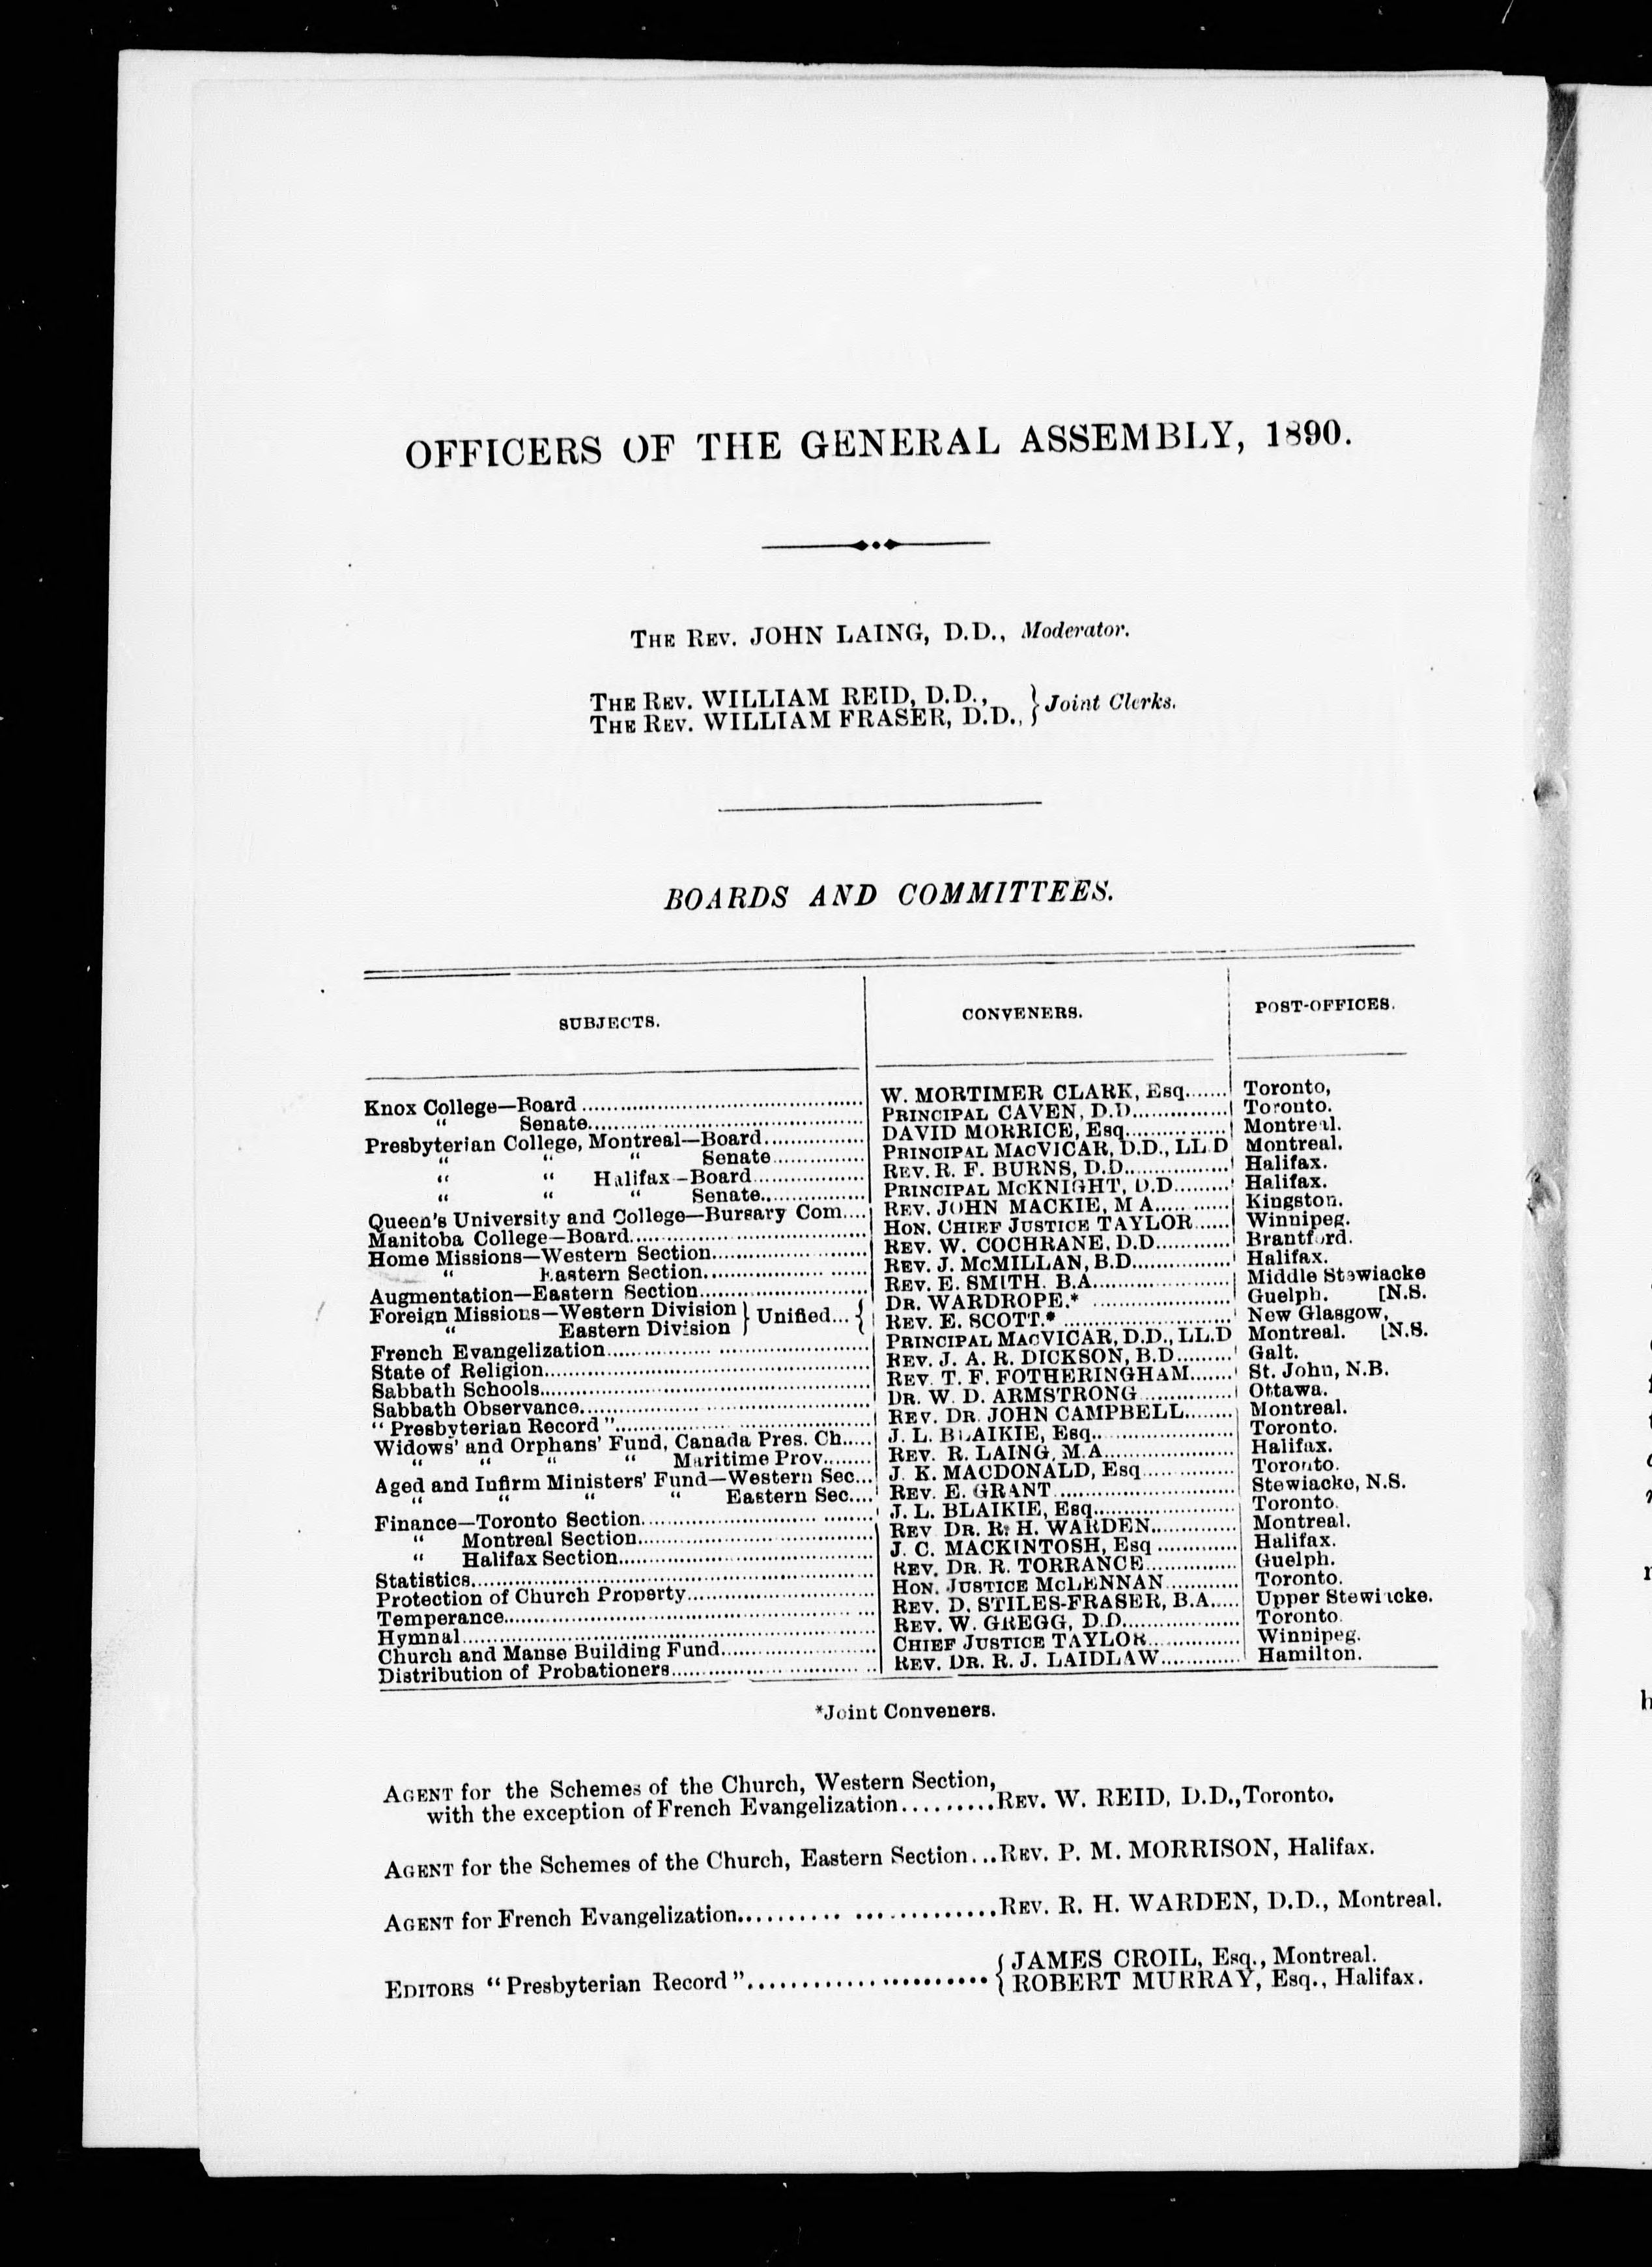 OFFICERS OF THE GENERAL ASSEMBLY, 1890.
THE REV. JOHN LAING, D.D., Moderator.
THE REV. WILLIAM REID, D.D.,
THE REV. WILLIAM FRASER, D.D., } Joint Clerks.
BOARDS AND COMMITTEES.
SUBJECTS. CONVENERS. POST-OFFICES.
Knox College—Board........ W. MORTIMER CLARK, Esq....... Toronto,
“ Senate........ PRINCIPAL CAVEN, D.D........ Toronto.
Presbyterian College, Montreal—Board........ DAVID MORRICE, Esq........ Montreal.
“ “ “ Senate........ PRINCIPAL MACVICAR, D.D., LL.D Montreal.
“ “ Halifax—Board........ REV. R. F. BURNS, D.D........ Halifax.
“ “ “ Senate........ PRINCIPAL MCKNIGHT, D.D........ Halifax.
Queen's University and College—Bursary Com.... REV. JOHN MACKIE, M A........ Kingston.
Manitoba College—Board........ HON. CHIEF JUSTICE TAYLOR...... Winnipeg.
Home Missions—Western Section........ REV. W. COCHRANE, D.D........ Brantford.
“ Eastern Section........ REV. J. MCMILLAN, B.D........ Halifax.
Augmentation—Eastern Section........ REV. E. SMITH. B.A........ Middle Stewiacke
Foreign Missions—Western Division } Unified... { DR. WARDROPE.* ........ Guelph. [N.S.
“ Eastern Division REV. E. SCOTT.* ........ New Glasgow,
French Evangelization........ PRINCIPAL MACVICAR, D.D., LL.D Montreal. [N.S.
State of Religion........ REV. J. A. R. DICKSON, B.D........ Galt.
Sabbath Schools........ REV. T. F. FOTHERINGHAM....... St. John, N.B.
Sabbath Observance........ DR. W. D. ARMSTRONG........ Ottawa.
“Presbyterian Record”........ REV. DR. JOHN CAMPBELL........ Montreal.
Widows' and Orphans' Fund, Canada Pres. Ch..... J. L. BLAIKIE, Esq........ Toronto.
“ “ “ “ Maritime Prov........ REV. R. LAING, M.A........ Halifax.
Aged and Infirm Ministers' Fund—Western Sec... J. K. MACDONALD, Esq........ Toronto.
“ “ “ “ Eastern Sec.... REV. E. GRANT........ Stewiacke, N.S.
Finance—Toronto Section........ J. L. BLAIKIE, Esq........ Toronto.
“ Montreal Section........ REV DR. R. H. WARDEN........ Montreal.
“ Halifax Section........ J. C. MACKINTOSH, Esq ........ Halifax.
Statistics........ REV. DR. R. TORRANCE........ Guelph.
Protection of Church Property........ HON. JUSTICE MCLENNAN........ Toronto.
Temperance........ REV. D. STILES-FRASER, B.A..... Upper Stewiacke.
Hymnal........ REV. W. GREGG, D.D........ Toronto.
Church and Manse Building Fund........ CHIEF JUSTICE TAYLOR........ Winnipeg.
Distribution of Probationers........ REV. DR. R. J. LAIDLAW........ Hamilton.
*Joint Conveners.
AGENT for the Schemes of the Church, Western Section,
with the exception of French Evangelization.........REV. W. REID, D.D., Toronto.
AGENT for the Schemes of the Church, Eastern Section...REV. P. M. MORRISON, Halifax.
AGENT for French Evangelization........REV. R. H. WARDEN, D.D., Montreal.
EDITORS “Presbyterian Record”........ { JAMES CROIL, Esq., Montreal.
ROBERT MURRAY, Esq., Halifax.